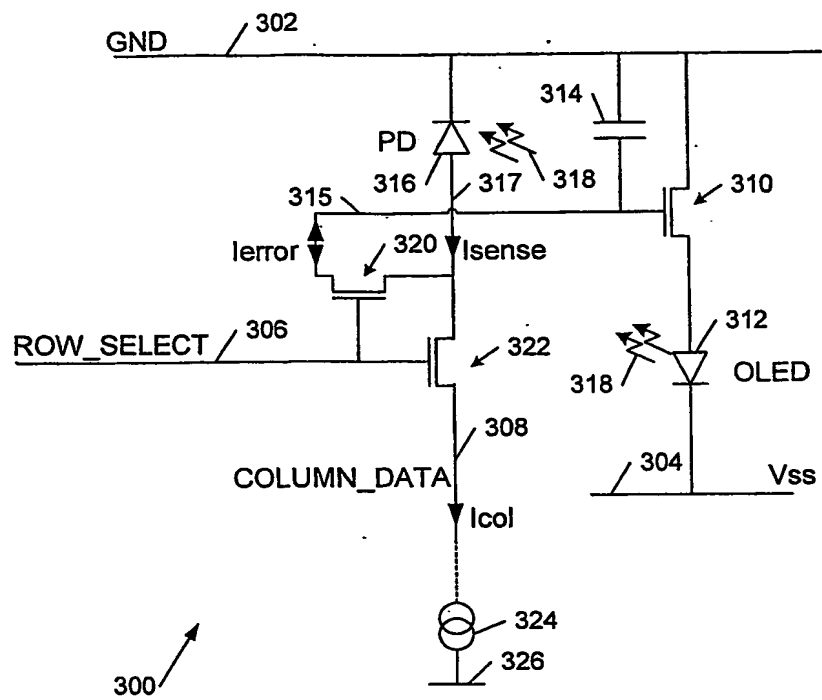 302
GND
314
PD
316
317
318
310
315
320
Ierror
Isense
306
ROW_SELECT
322
312
318
OLED
308
COLUMN_DATA
304
Vss
Icol
324
326
300